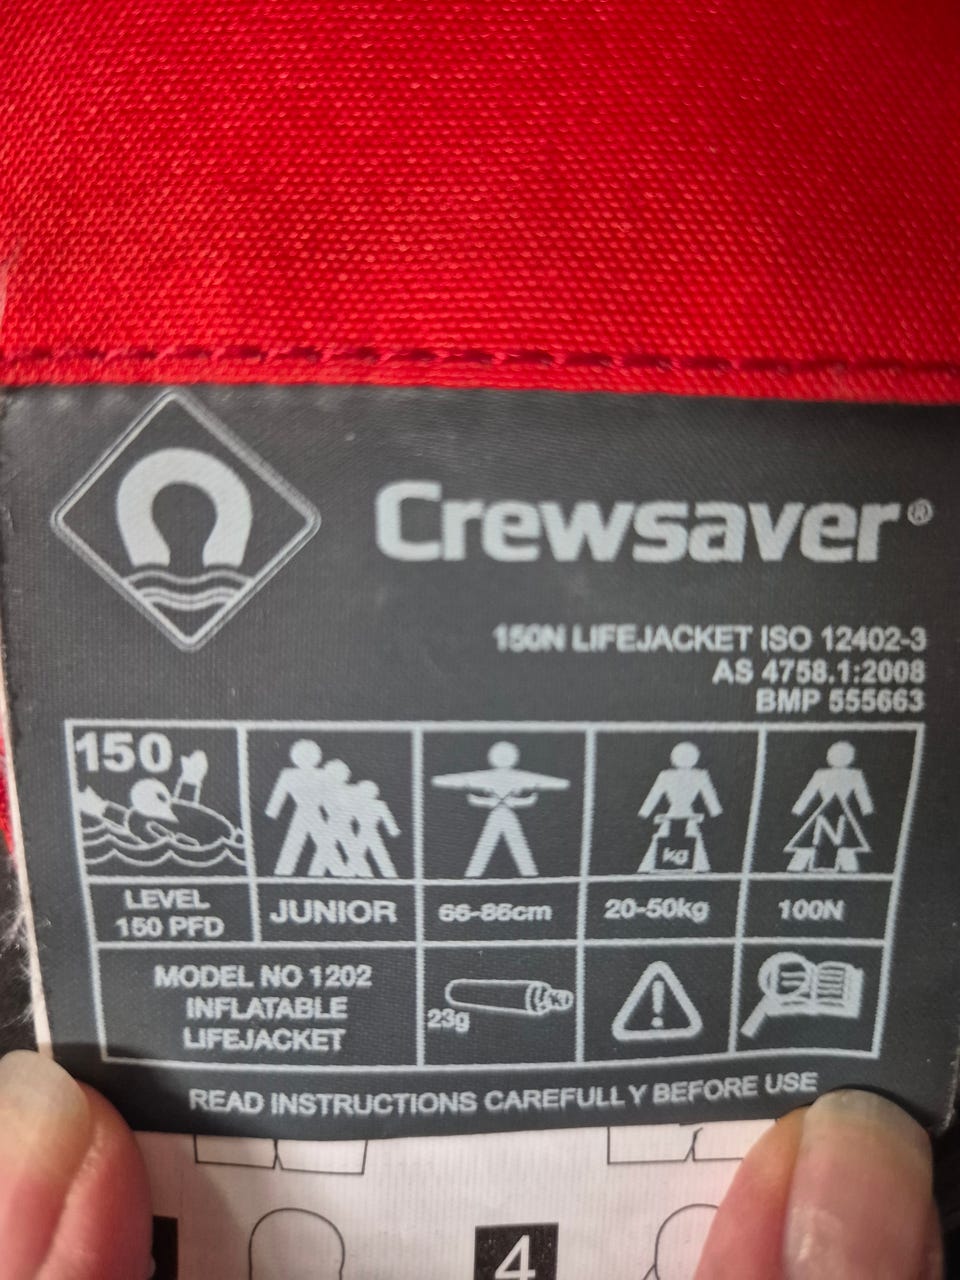 Crewsaver®
150N LIFEJACKET ISO 12402-3
AS 4758.1:2008
BMP 555663
150
kg
N
LEVEL
150 PFD
JUNIOR
66-86cm
20-50kg
100N
MODEL NO 1202
INFLATABLE
LIFEJACKET
23g
READ INSTRUCTIONS CAREFULLY BEFORE USE
4